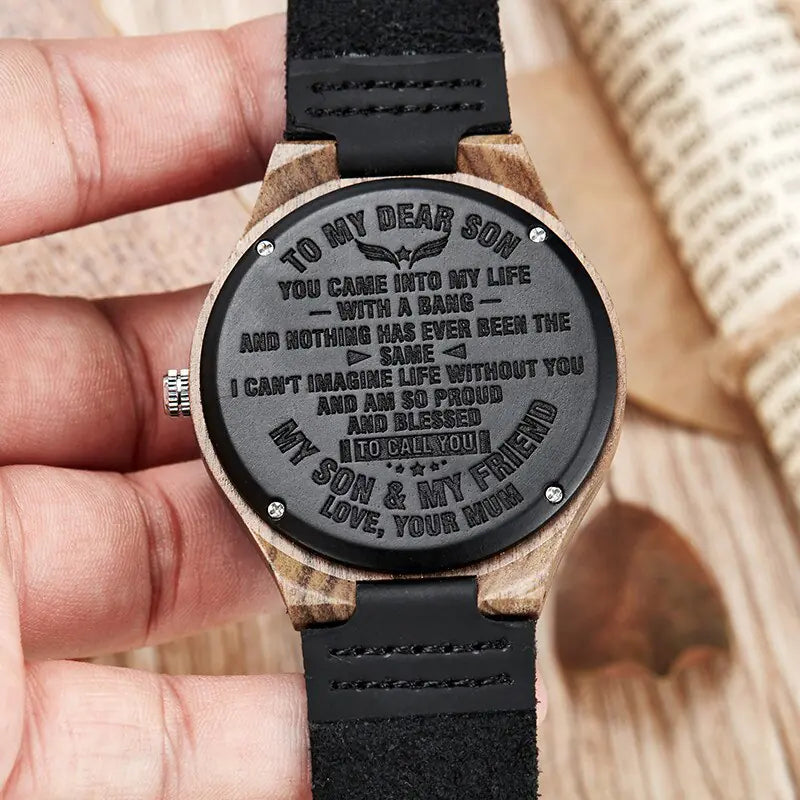 TO MY DEAR SON
YOU CAME INTO MY LIFE
WITH A BANG
AND NOTHING HAS EVER BEEN THE
SAME
I CAN'T IMAGINE LIFE WITHOUT YOU
AND AM SO PROUD
AND BLESSED
TO CALL YOU
MY SON & MY FRIEND
LOVE, YOUR MUM